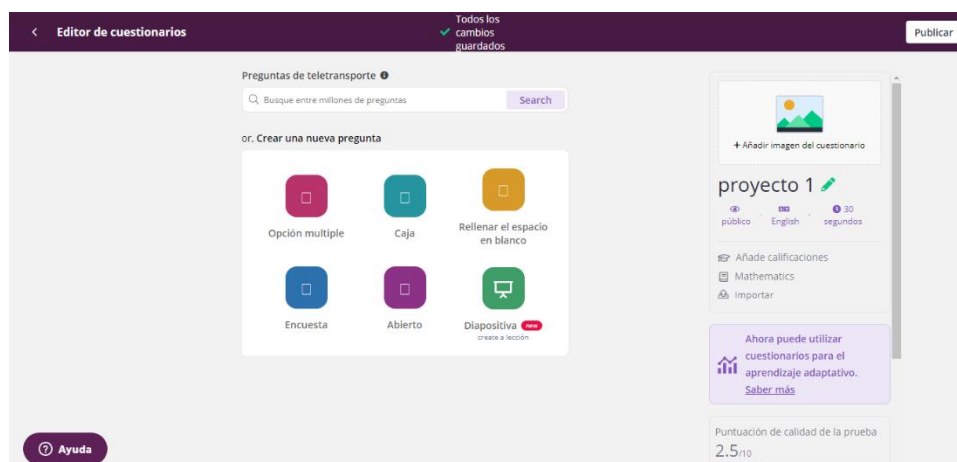 Editor de cuestionarios
Todos los
cambios
guardados
Publicar
Preguntas de teletransporte
Busque entre millones de preguntas
Search
or, Crear una nueva pregunta
Opción multiple
Caja
Rellenar el espacio
en blanco
Encuesta
Abierto
Diapositiva new
create a lección
+ Añadir imagen del cuestionario
proyecto 1
público
English
30
segundos
Añade calificaciones
Mathematics
Importar
Ahora puede utilizar
cuestionarios para el
aprendizaje adaptativo.
Saber más
Puntuación de calidad de la prueba
2.5/10
Ayuda